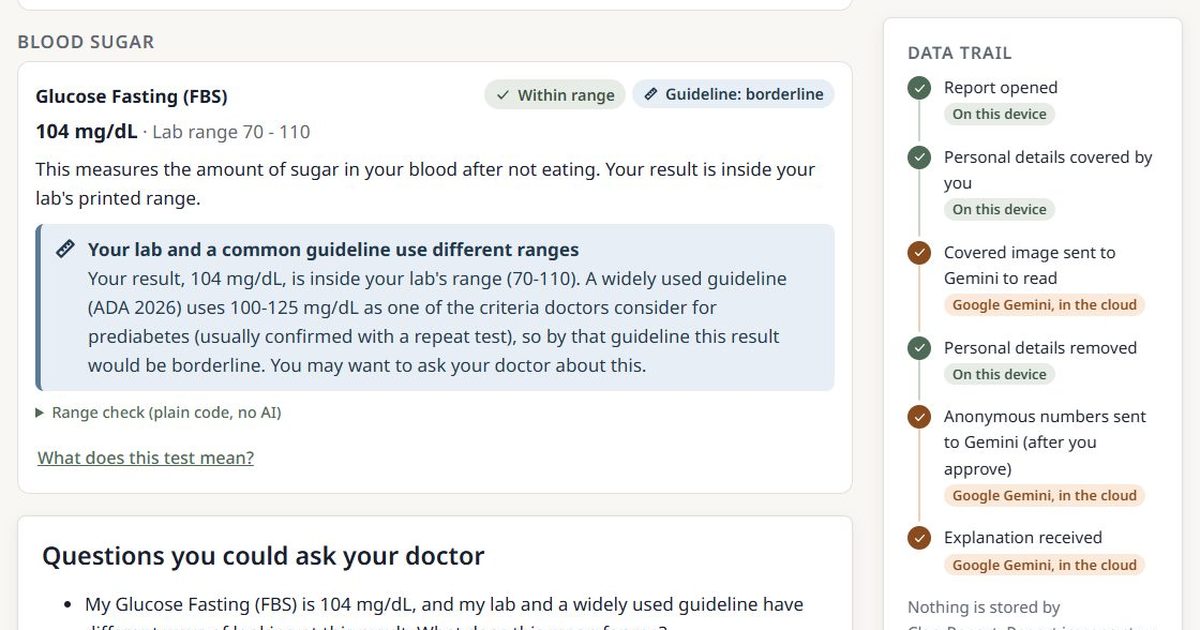 BLOOD SUGAR
Glucose Fasting (FBS)
Within range
Guideline: borderline
104 mg/dL · Lab range 70 - 110
This measures the amount of sugar in your blood after not eating. Your result is inside your
lab's printed range.
Your lab and a common guideline use different ranges
Your result, 104 mg/dL, is inside your lab's range (70-110). A widely used guideline
(ADA 2026) uses 100-125 mg/dL as one of the criteria doctors consider for
prediabetes (usually confirmed with a repeat test), so by that guideline this result
would be borderline. You may want to ask your doctor about this.
Range check (plain code, no AI)
What does this test mean?
Questions you could ask your doctor
My Glucose Fasting (FBS) is 104 mg/dL, and my lab and a widely used guideline have
DATA TRAIL
Report opened
On this device
Personal details covered by
you
On this device
Covered image sent to
Gemini to read
Google Gemini, in the cloud
Personal details removed
On this device
Anonymous numbers sent
to Gemini (after you
approve)
Google Gemini, in the cloud
Explanation received
Google Gemini, in the cloud
Nothing is stored by